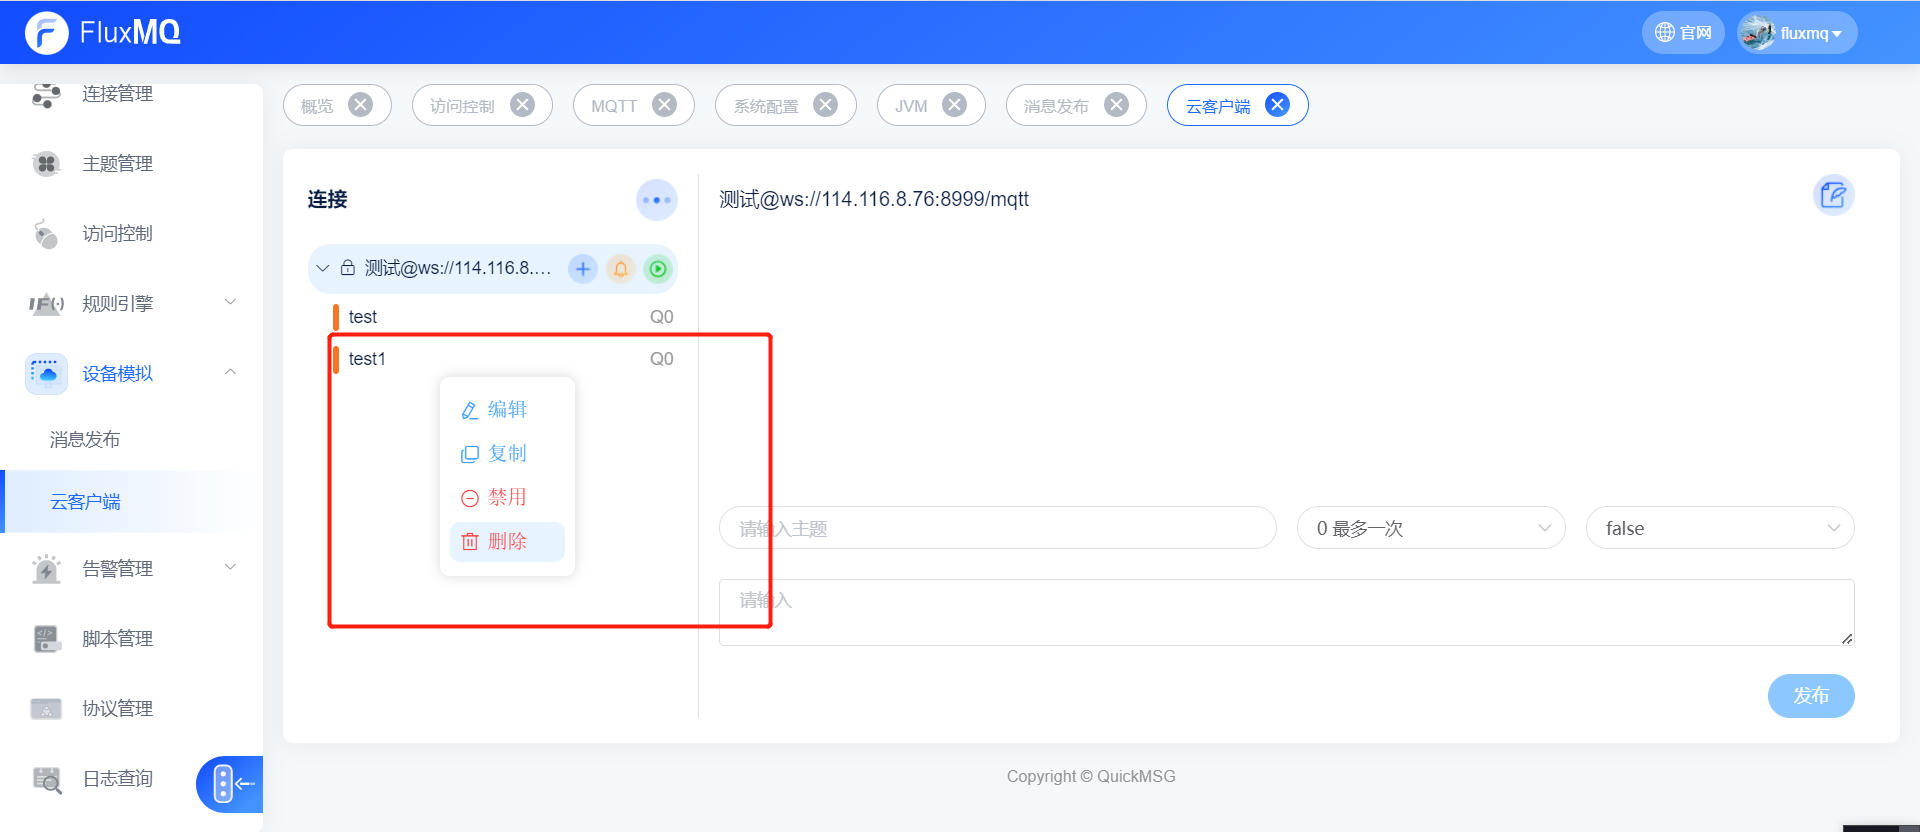 FluxMQ
官网
fluxmq
连接管理
主题管理
访问控制
规则引擎
设备模拟
消息发布
云客户端
告警管理
脚本管理
协议管理
日志查询
概览
访问控制
MQTT
系统配置
JVM
消息发布
云客户端
连接
测试@ws://114.116.8....
test Q0
test1 Q0
编辑
复制
禁用
删除
测试@ws://114.116.8.76:8999/mqtt
请输入主题
0 最多一次
false
请输入
发布
Copyright © QuickMSG